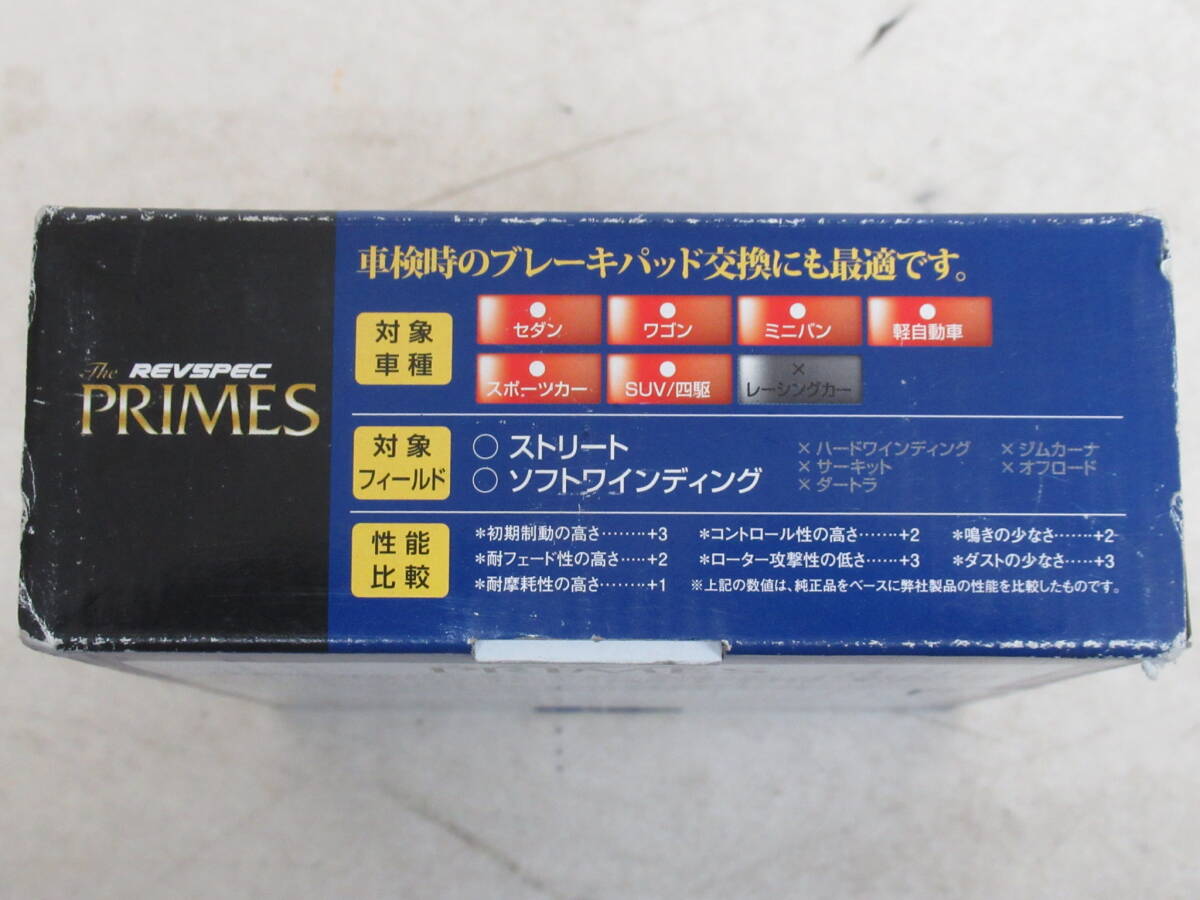 The REVSPEC
PRIMES
車検時のブレーキパッド交換にも最適です。
対象
車種
● セダン
● ワゴン
● ミニバン
● 軽自動車
● スポーツカー
● SUV/四駆
× レーシングカー
対象
フィールド
○ ストリート
○ ソフトワインディング
× ハードワインディング × ジムカーナ
× サーキット × オフロード
× ダートラ
性能
比較
*初期制動の高さ……‥+3 *コントロール性の高さ……‥+2 *鳴きの少なさ……‥+2
*耐フェード性の高さ……+2 *ローター攻撃性の低さ……‥+3 *ダストの少なさ……+3
*耐摩耗性の高さ……‥+1 ※上記の数値は、純正品をベースに弊社製品の性能を比較したものです。